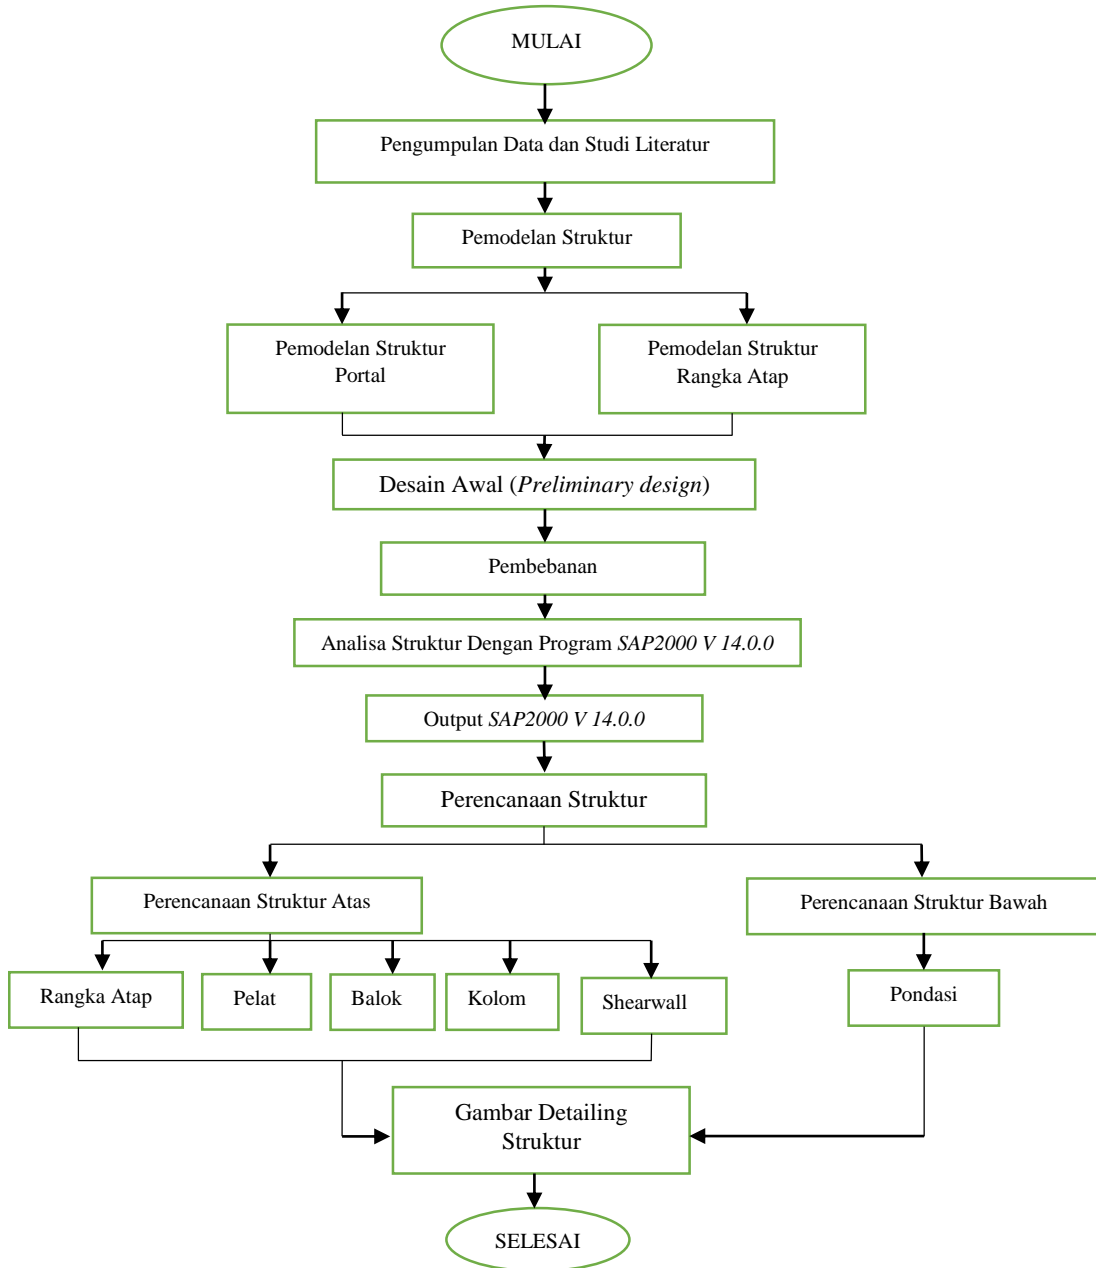 MULAI
Pengumpulan Data dan Studi Literatur
Pemodelan Struktur
Pemodelan Struktur
Portal
Pemodelan Struktur
Rangka Atap
Desain Awal (Preliminary design)
Pembebanan
Analisa Struktur Dengan Program SAP2000 V 14.0.0
Output SAP2000 V 14.0.0
Perencanaan Struktur
Perencanaan Struktur Atas
Perencanaan Struktur Bawah
Rangka Atap
Pelat
Balok
Kolom
Shearwall
Pondasi
Gambar Detailing
Struktur
SELESAI